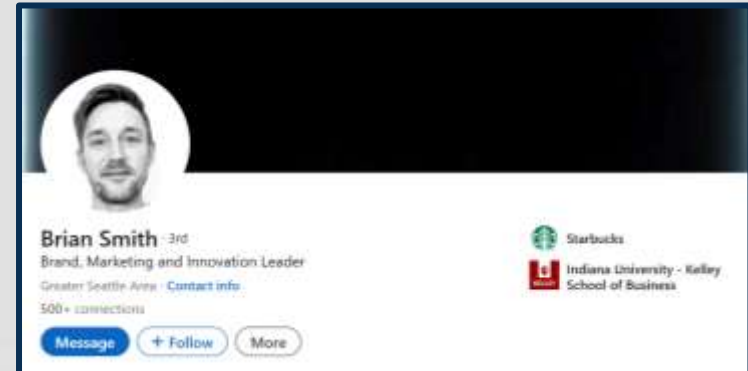 Brian Smith · 3rd
Brand, Marketing and Innovation Leader
Greater Seattle Area · Contact info
500+ connections
Message
+ Follow
More
Starbucks
Indiana University - Kelley
School of Business